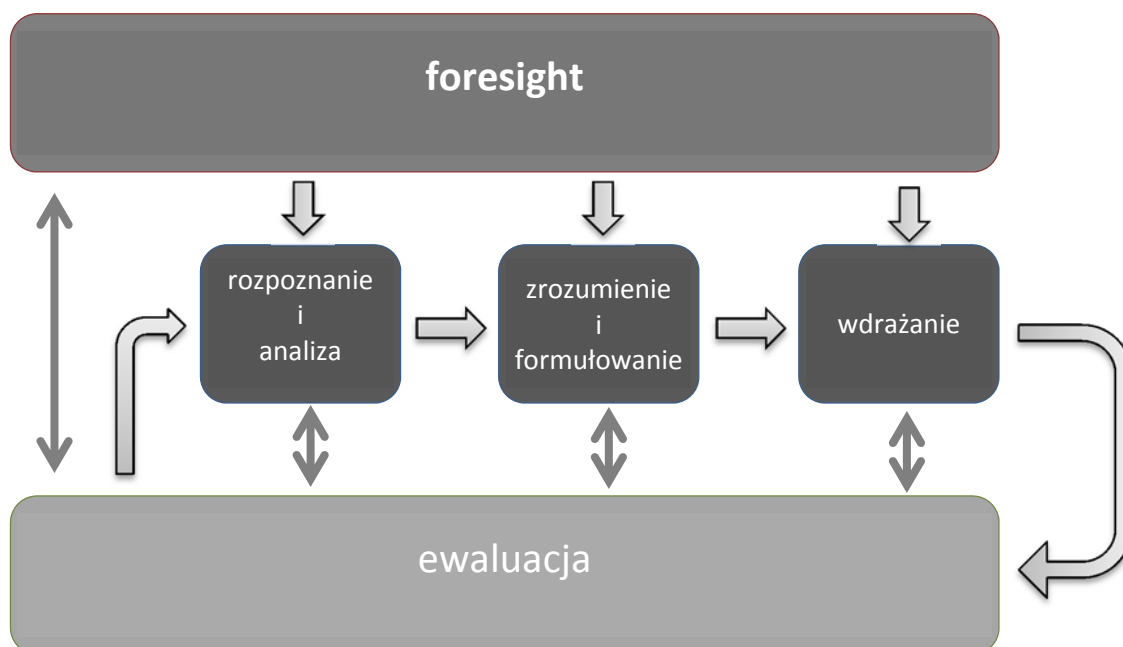 foresight
rozpoznanie
i
analiza
zrozumienie
i
formułowanie
wdrażanie
ewaluacja